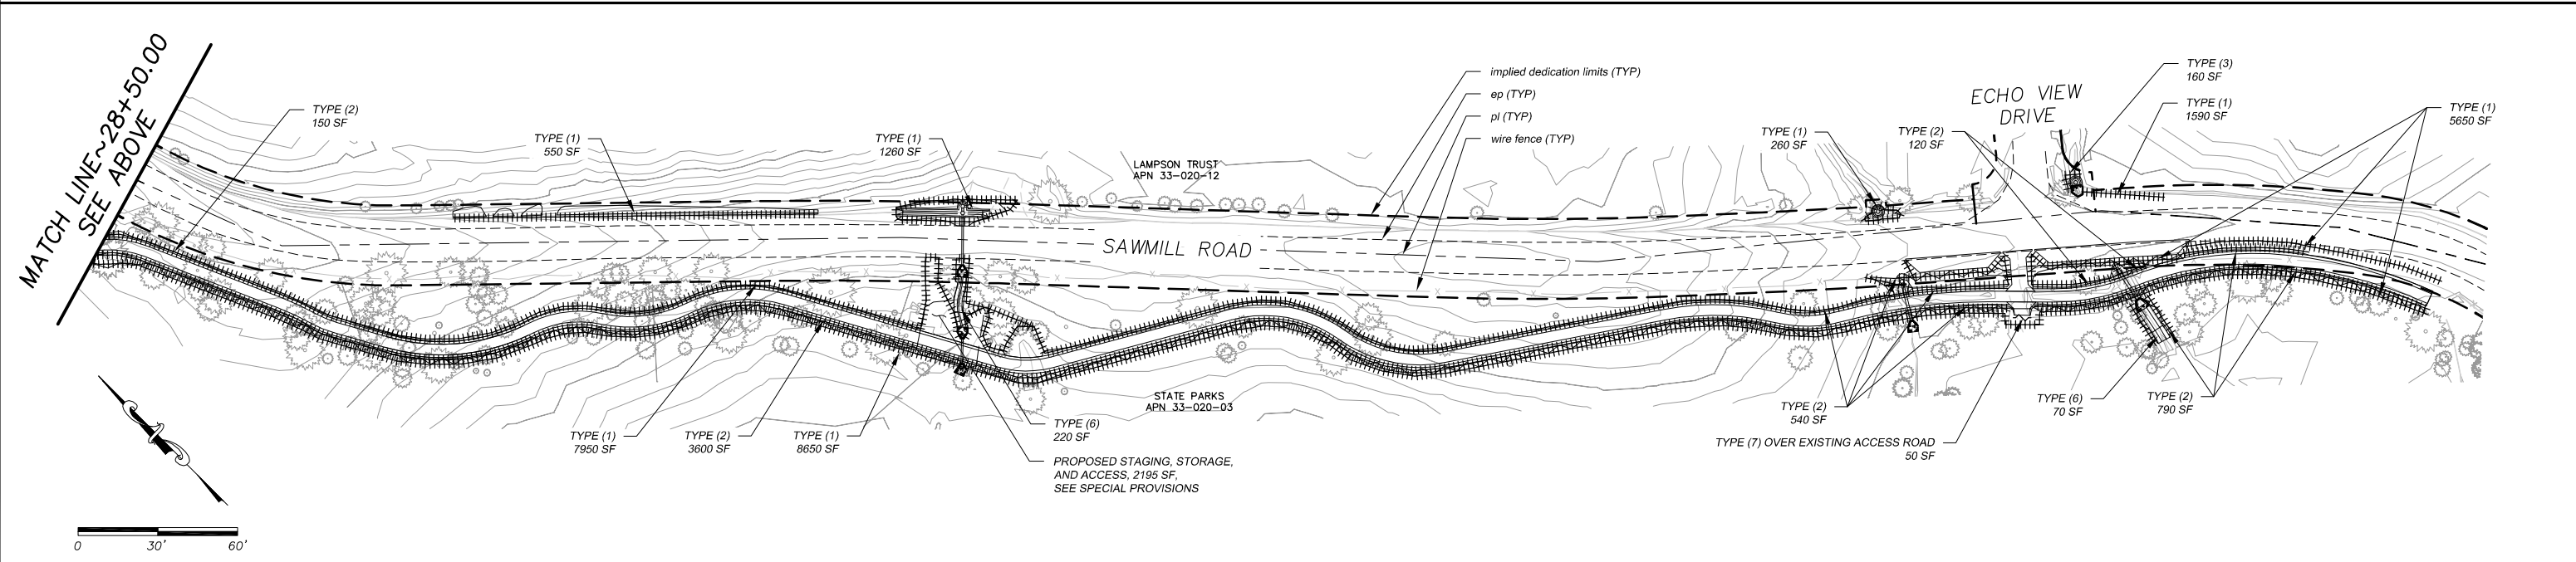 MATCH LINE~28+50.00
SEE ABOVE
TYPE (2)
150 SF
TYPE (1)
550 SF
TYPE (1)
1260 SF
LAMPSON TRUST
APN 33-020-12
implied dedication limits (TYP)
ep (TYP)
pl (TYP)
wire fence (TYP)
TYPE (1)
260 SF
TYPE (2)
120 SF
ECHO VIEW
DRIVE
TYPE (3)
160 SF
TYPE (1)
1590 SF
TYPE (1)
5650 SF
SAWMILL ROAD
TYPE (1)
7950 SF
TYPE (2)
3600 SF
TYPE (1)
8650 SF
TYPE (6)
220 SF
PROPOSED STAGING, STORAGE,
AND ACCESS, 2195 SF,
SEE SPECIAL PROVISIONS
STATE PARKS
APN 33-020-03
TYPE (2)
540 SF
TYPE (7) OVER EXISTING ACCESS ROAD
50 SF
TYPE (6)
70 SF
TYPE (2)
790 SF
0 30' 60'